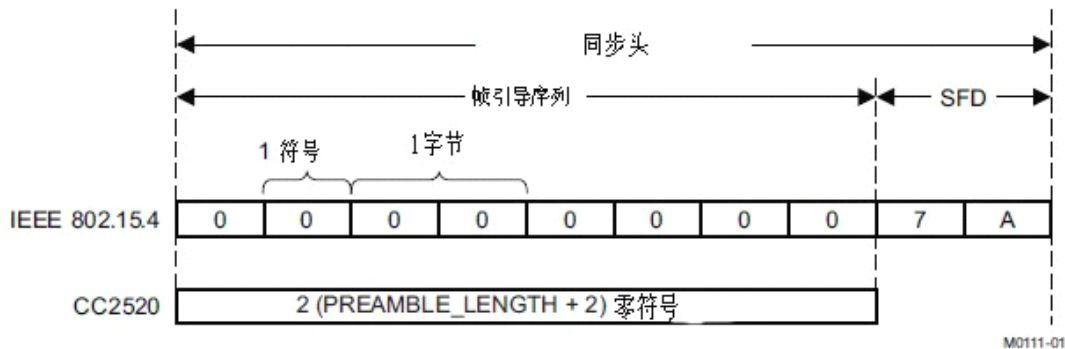 同步头
帧引导序列 SFD
1 符号 1字节
IEEE 802.15.4 0 0 0 0 0 0 0 0 7 A
CC2520 2 (PREAMBLE_LENGTH + 2) 零符号
M0111-01